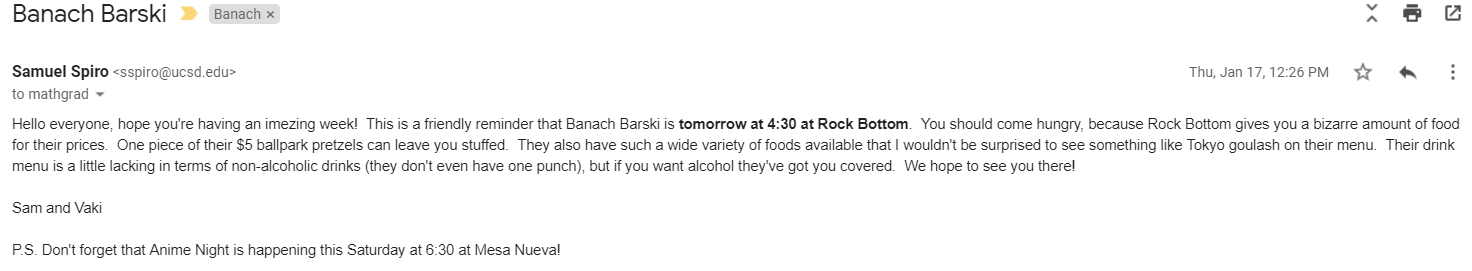 Banach Barski Banach ×
Samuel Spiro <sspiro@ucsd.edu> Thu, Jan 17, 12:26 PM
to mathgrad
Hello everyone, hope you're having an imezing week!  This is a friendly reminder that Banach Barski is tomorrow at 4:30 at Rock Bottom.  You should come hungry, because Rock Bottom gives you a bizarre amount of food
for their prices.  One piece of their $5 ballpark pretzels can leave you stuffed.  They also have such a wide variety of foods available that I wouldn't be surprised to see something like Tokyo goulash on their menu.  Their drink
menu is a little lacking in terms of non-alcoholic drinks (they don't even have one punch), but if you want alcohol they've got you covered.  We hope to see you there!
Sam and Vaki
P.S. Don't forget that Anime Night is happening this Saturday at 6:30 at Mesa Nueva!